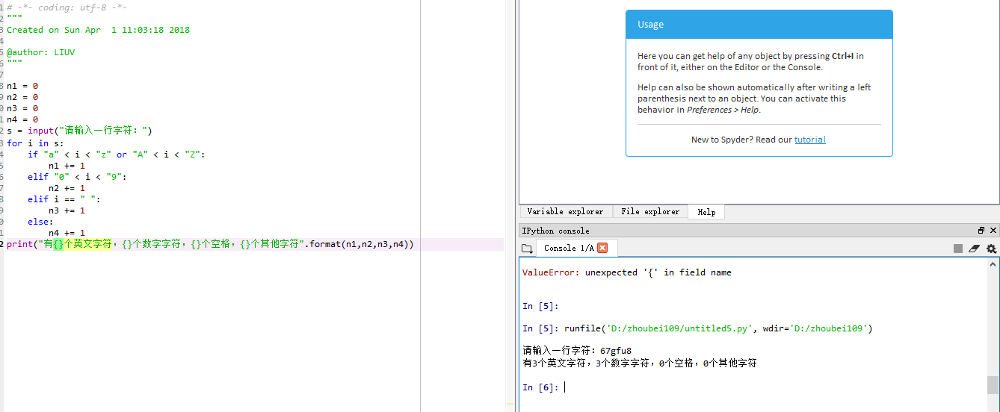 # -*- coding: utf-8 -*-
"""
Created on Sun Apr  1 11:03:18 2018
@author: LIUV
"""
n1 = 0
n2 = 0
n3 = 0
n4 = 0
s = input("请输入一行字符：")
for i in s:
    if "a" < i < "z" or "A" < i < "Z":
        n1 += 1
    elif "0" < i < "9":
        n2 += 1
    elif i == " ":
        n3 += 1
    else:
        n4 += 1
print("有{}个英文字符，{}个数字字符，{}个空格，{}个其他字符".format(n1,n2,n3,n4))
Usage
Here you can get help of any object by pressing Ctrl+I in
front of it, either on the Editor or the Console.
Help can also be shown automatically after writing a left
parenthesis next to an object. You can activate this
behavior in Preferences > Help.
New to Spyder? Read our tutorial
Variable explorer
File explorer
Help
IPython console
Console 1/A
ValueError: unexpected '{' in field name
In [5]:
In [5]: runfile('D:/zhoubei109/untitled5.py', wdir='D:/zhoubei109')
请输入一行字符：67gfu8
有3个英文字符，3个数字字符，0个空格，0个其他字符
In [6]: